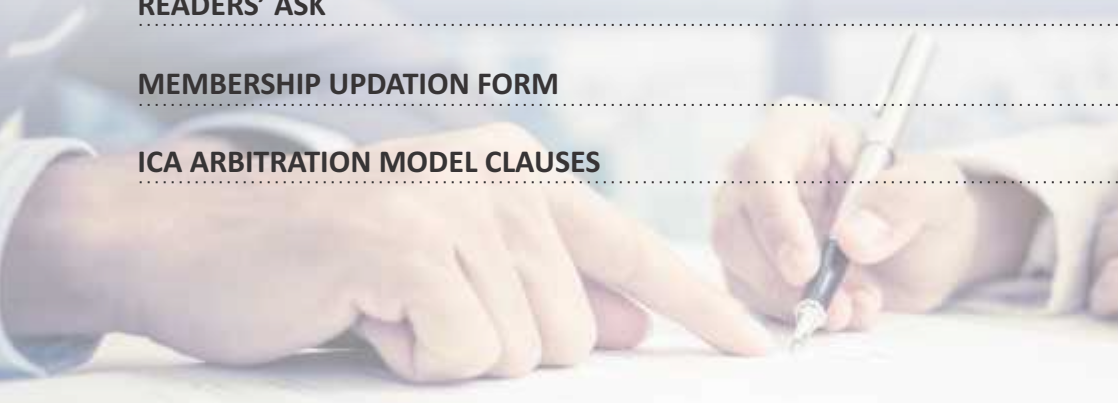 READERS' ASK
MEMBERSHIP UPDATION FORM
ICA ARBITRATION MODEL CLAUSES